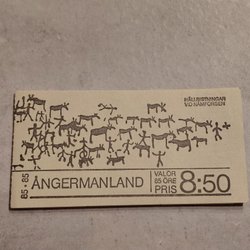 HÄLLRISTNINGAR
VID NÄMFORSEN
85+85
ÅNGERMANLAND
VALÖR
85 ÖRE
PRIS
8:50